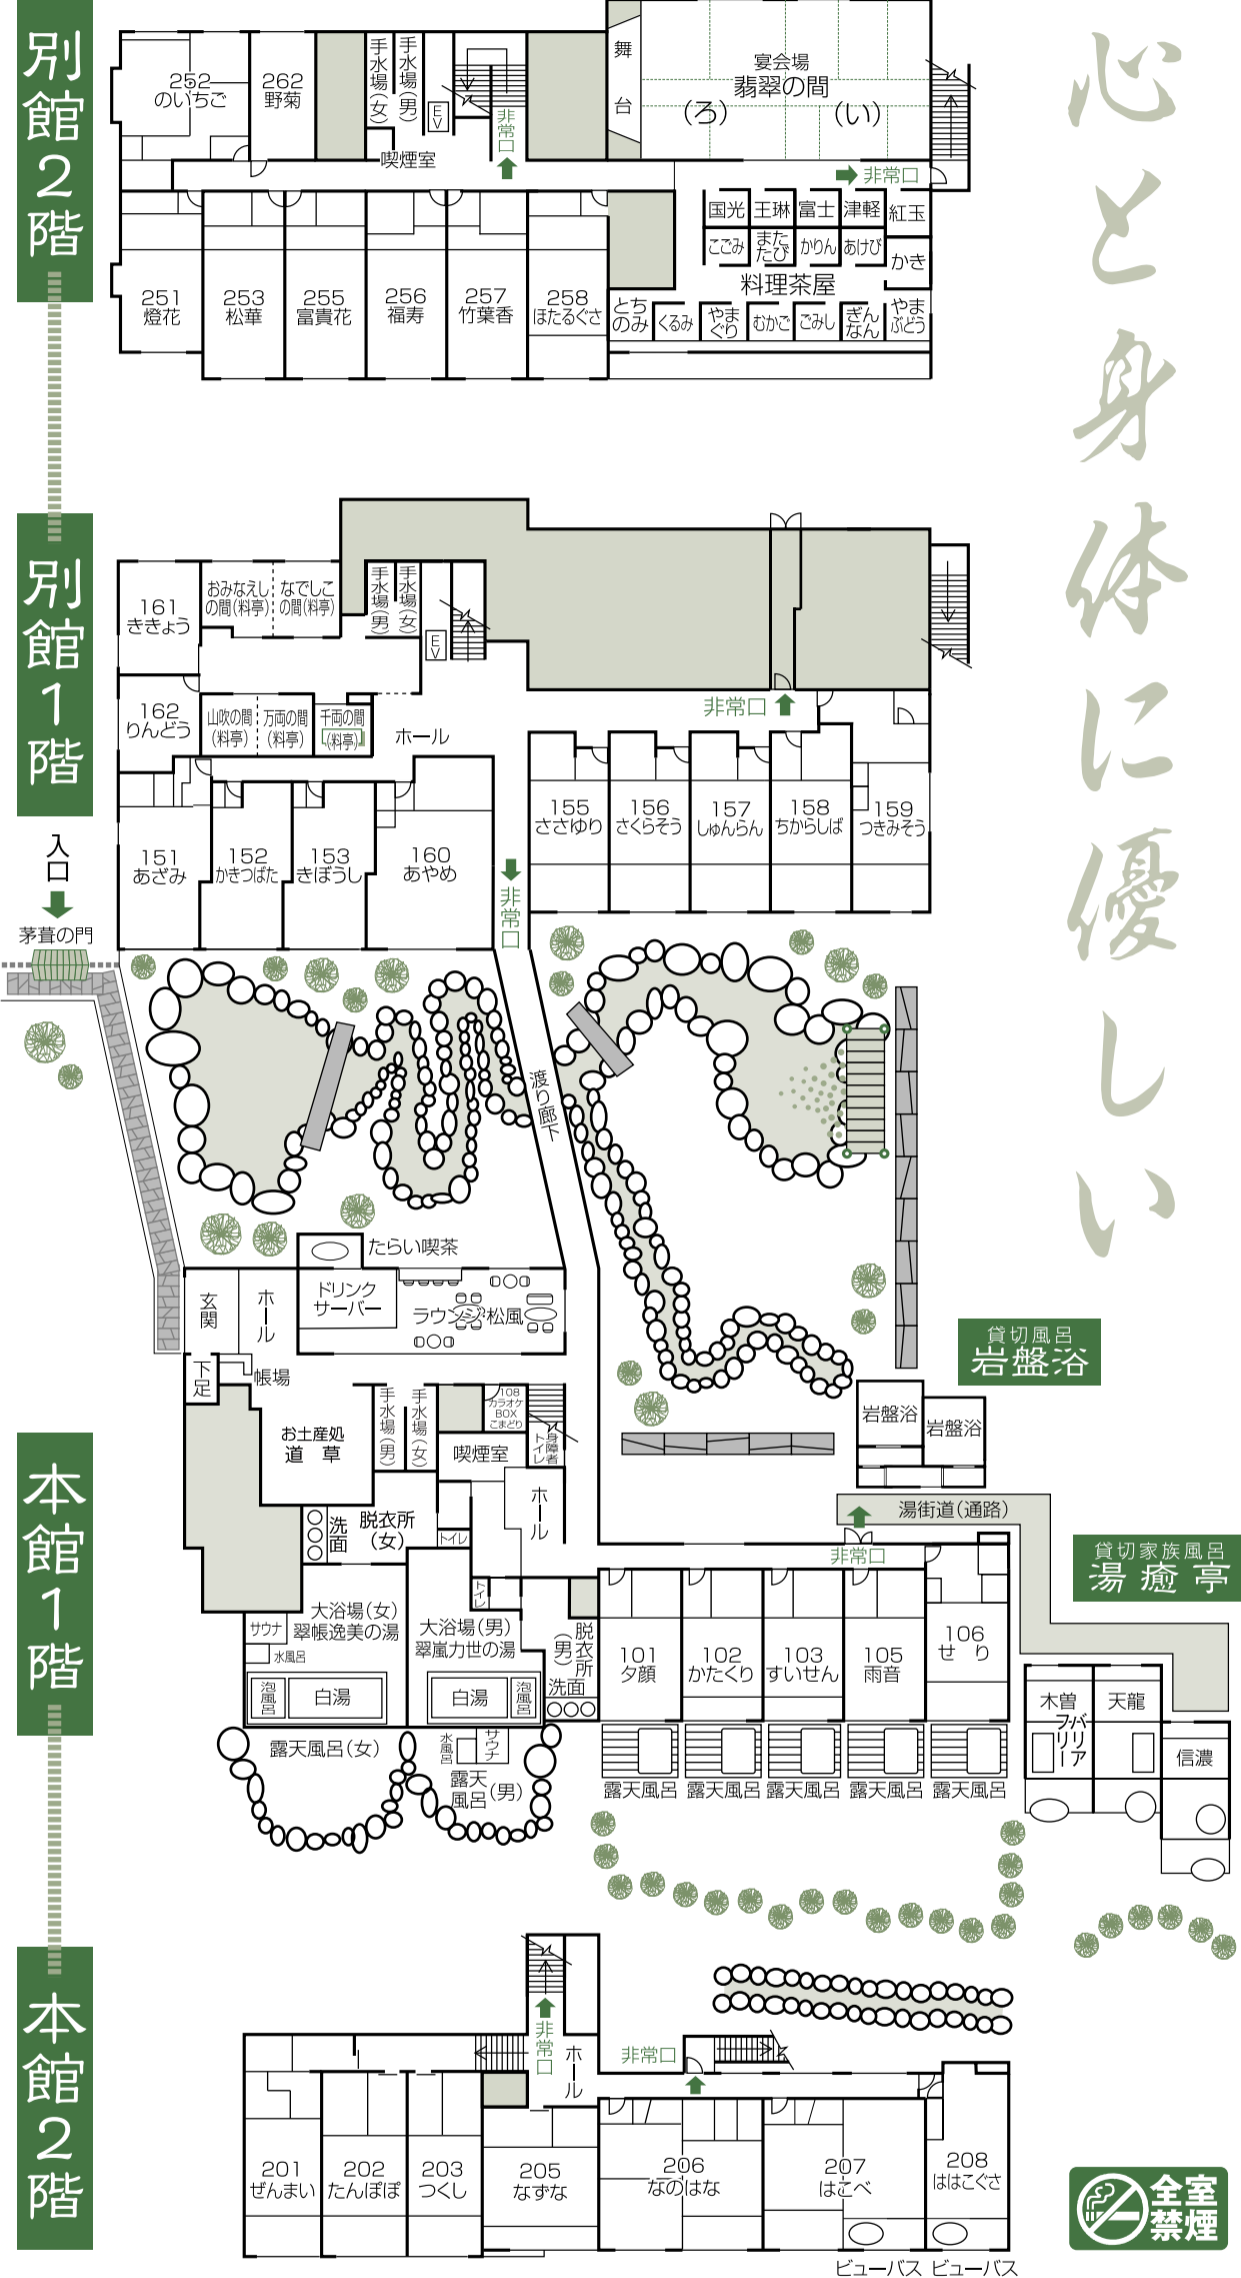 心と身体に優しい
別館2階
252
のいちご
262
野菊
手水場(女)
手水場(男)
EV
非常口
喫煙室
舞台
宴会場
翡翠の間
(ろ)
(い)
非常口
251
燈花
253
松華
255
富貴花
256
福寿
257
竹葉香
258
ほたるぐさ
国光
王琳
富士
津軽
紅玉
こごみ
またたび
かりん
あけび
かき
料理茶屋
とちのみ
くるみ
やまぐり
むかご
ごみし
ぎんなん
やまぶどう
別館1階
161
ききょう
おみなえし
の間(料亭)
なでしこ
の間(料亭)
手水場(男)
手水場(女)
EV
162
りんどう
山吹の間
(料亭)
万両の間
(料亭)
千両の間
(料亭)
ホール
非常口
151
あざみ
152
かきつばた
153
きぼうし
160
あやめ
155
ささゆり
156
さくらそう
157
しゅんらん
158
ちからしば
159
つきみそう
非常口
入口
茅葺の門
渡り廊下
たらい喫茶
玄関
ホール
ドリンク
サーバー
ラウンジ松風
下足
帳場
お土産処
道草
手水場(男)
手水場(女)
108
カラオケ
BOX
こまどり
喫煙室
身障者
トイレ
ホール
洗面
脱衣所
(女)
トイレ
トイレ
貸切風呂
岩盤浴
岩盤浴
岩盤浴
湯街道(通路)
非常口
貸切家族風呂
湯癒亭
本館1階
サウナ
水風呂
大浴場(女)
翠帳逸美の湯
大浴場(男)
翠嵐力世の湯
脱衣所
(男)
洗面
泡風呂
白湯
白湯
泡風呂
101
夕顔
102
かたくり
103
すいせん
105
雨音
106
せり
木曽
バリア
フリー
天龍
信濃
露天風呂(女)
水風呂
サウナ
露天
風呂(男)
露天風呂
露天風呂
露天風呂
露天風呂
露天風呂
本館2階
非常口
ホール
非常口
201
ぜんまい
202
たんぽぽ
203
つくし
205
なずな
206
なのはな
207
はこべ
208
ははこぐさ
ビューバス
ビューバス
全室
禁煙